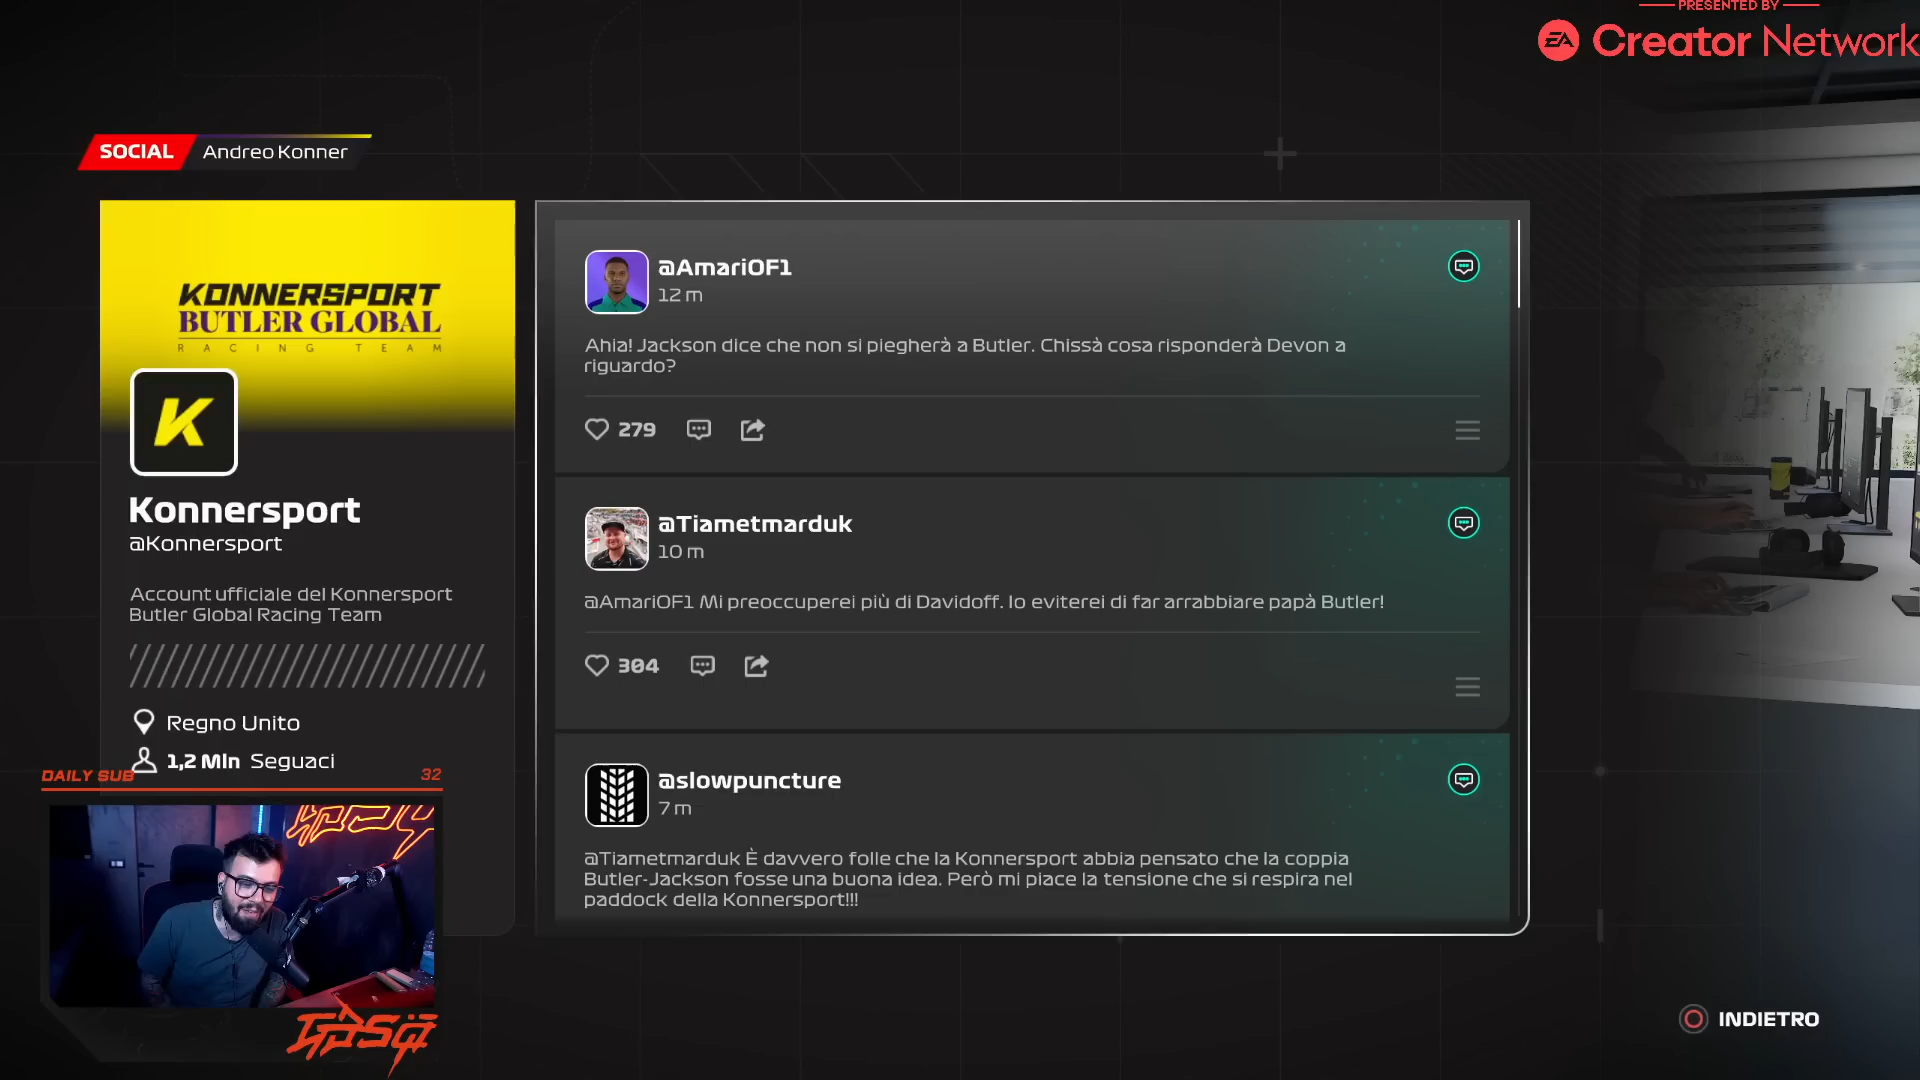 PRESENTED BY
EA Creator Network
SOCIAL Andreo Konner
KONNERSPORT
BUTLER GLOBAL
RACING TEAM
K
Konnersport
@Konnersport
Account ufficiale del Konnersport
Butler Global Racing Team
Regno Unito
1,2 Mln Seguaci
DAILY SUB 32
@AmariOF1
12 m
Ahia! Jackson dice che non si piegherà a Butler. Chissà cosa risponderà Devon a
riguardo?
279
@Tiametmarduk
10 m
@AmariOF1 Mi preoccuperei più di Davidoff. Io eviterei di far arrabbiare papà Butler!
304
@slowpuncture
7 m
@Tiametmarduk È davvero folle che la Konnersport abbia pensato che la coppia
Butler-Jackson fosse una buona idea. Però mi piace la tensione che si respira nel
paddock della Konnersport!!!
INDIETRO